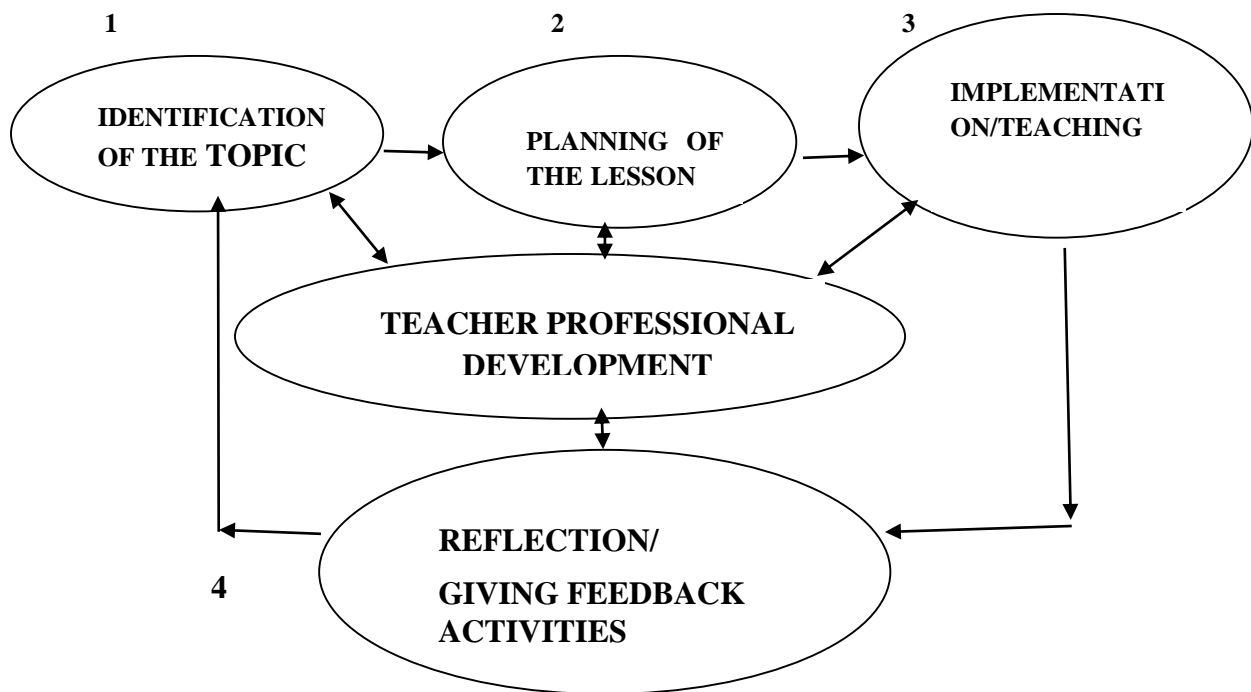 1
2
3
IDENTIFICATION
OF THE TOPIC
PLANNING OF
THE LESSON
IMPLEMENTATI
ON/TEACHING
TEACHER PROFESSIONAL
DEVELOPMENT
REFLECTION/
GIVING FEEDBACK
ACTIVITIES
4